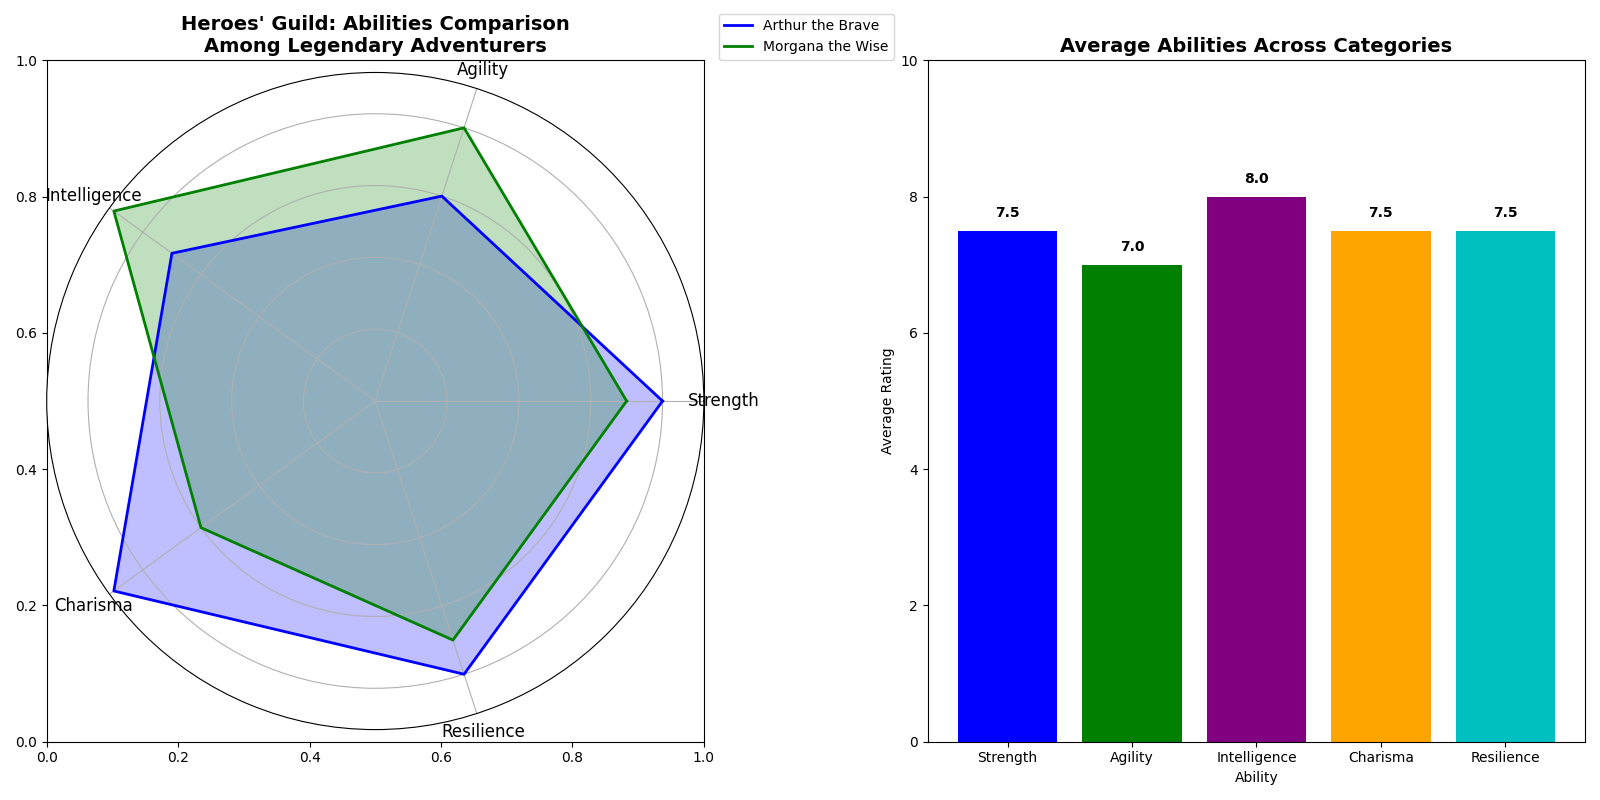 Heroes' Guild: Abilities Comparison
Among Legendary Adventurers
Arthur the Brave
Morgana the Wise
1.0
0.8
0.6
0.4
0.2
0.0
0.0 0.2 0.4 0.6 0.8 1.0
Agility
Intelligence
Strength
Charisma
Resilience
Average Abilities Across Categories
10
8
6
4
2
0
Average Rating
7.5 7.0 8.0 7.5 7.5
Strength Agility Intelligence Charisma Resilience
Ability